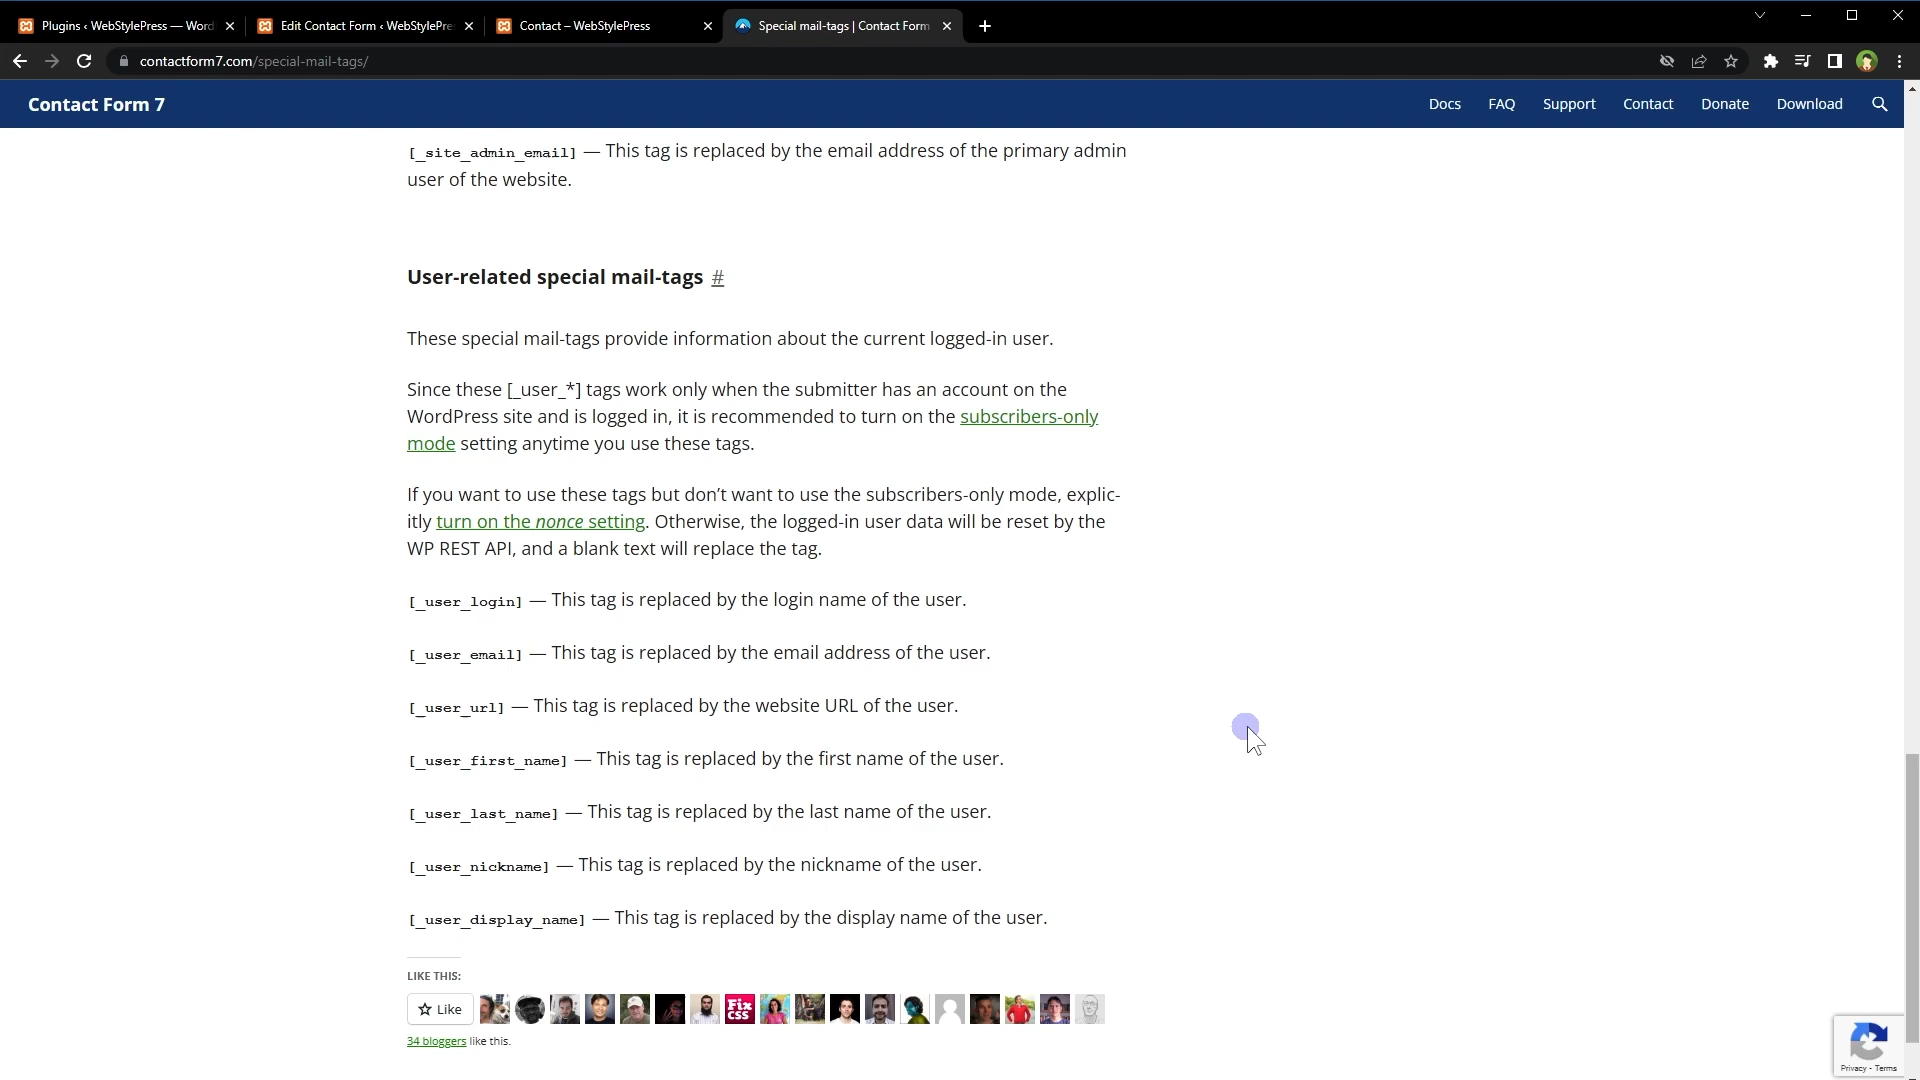 Plugins ‹ WebStylePress — Word
Edit Contact Form ‹ WebStylePre
Contact – WebStylePress
Special mail-tags | Contact Form
contactform7.com/special-mail-tags/
Contact Form 7
Docs
FAQ
Support
Contact
Donate
Download
[_site_admin_email] — This tag is replaced by the email address of the primary admin
user of the website.
User-related special mail-tags #
These special mail-tags provide information about the current logged-in user.
Since these [_user_*] tags work only when the submitter has an account on the
WordPress site and is logged in, it is recommended to turn on the subscribers-only
mode setting anytime you use these tags.
If you want to use these tags but don’t want to use the subscribers-only mode, explic-
itly turn on the nonce setting. Otherwise, the logged-in user data will be reset by the
WP REST API, and a blank text will replace the tag.
[_user_login] — This tag is replaced by the login name of the user.
[_user_email] — This tag is replaced by the email address of the user.
[_user_url] — This tag is replaced by the website URL of the user.
[_user_first_name] — This tag is replaced by the first name of the user.
[_user_last_name] — This tag is replaced by the last name of the user.
[_user_nickname] — This tag is replaced by the nickname of the user.
[_user_display_name] — This tag is replaced by the display name of the user.
LIKE THIS:
Like
Fix
CSS
34 bloggers like this.
Privacy - Terms